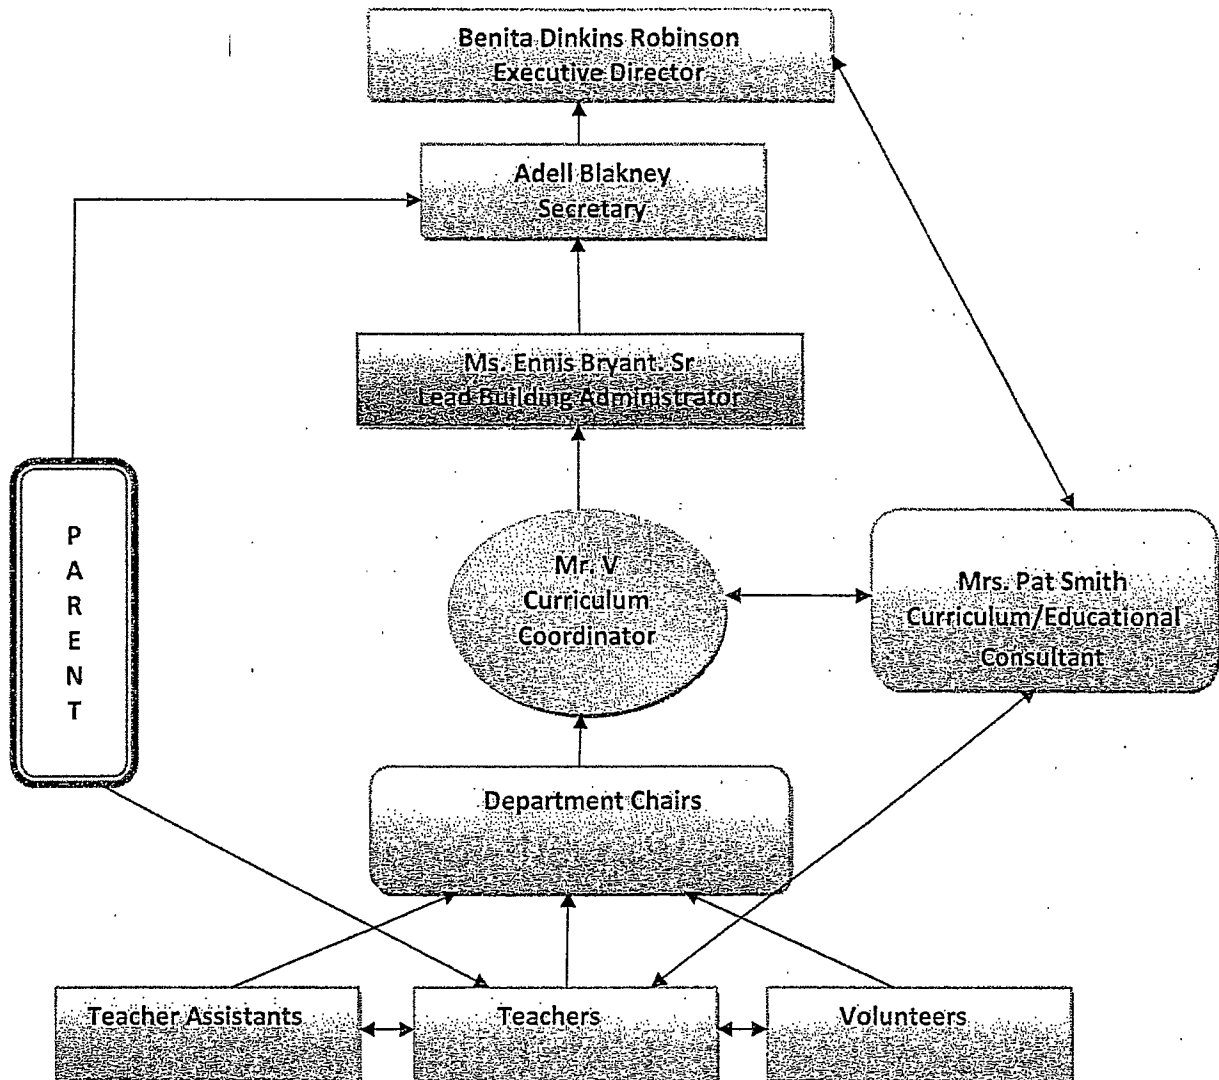 Benita Dinkins Robinson
Executive Director
Adell Blakney
Secretary
Ms. Ennis Bryant. Sr
Lead Building Administrator
P
A
R
E
N
T
Mr. V
Curriculum
Coordinator
Mrs. Pat Smith
Curriculum/Educational
Consultant
Department Chairs
Teacher Assistants
Teachers
Volunteers